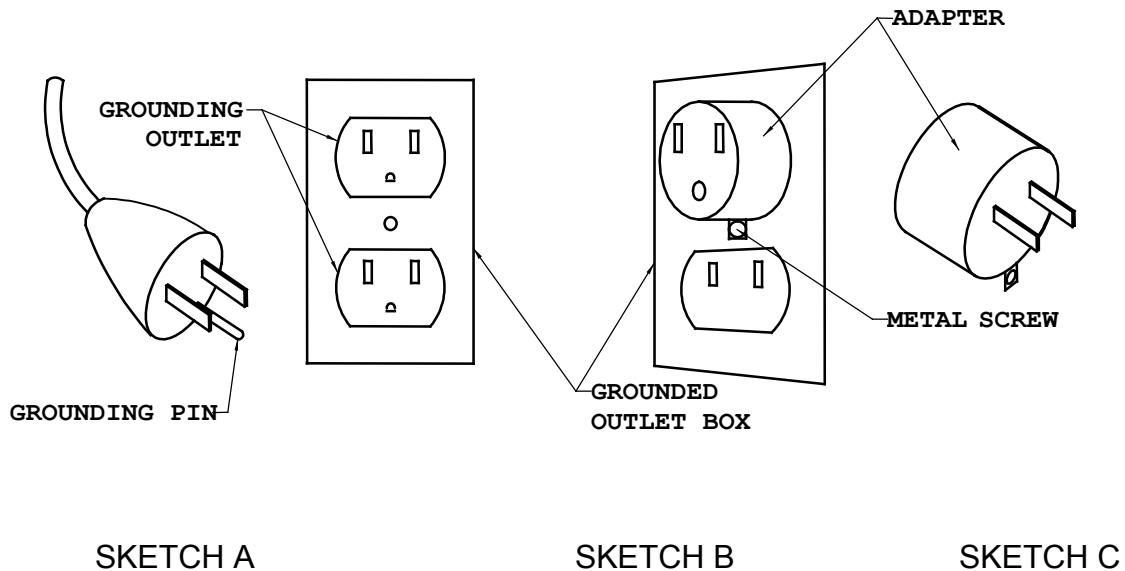 ADAPTER
GROUNDING
OUTLET
METAL SCREW
GROUNDED
OUTLET BOX
GROUNDING PIN
SKETCH A
SKETCH B
SKETCH C